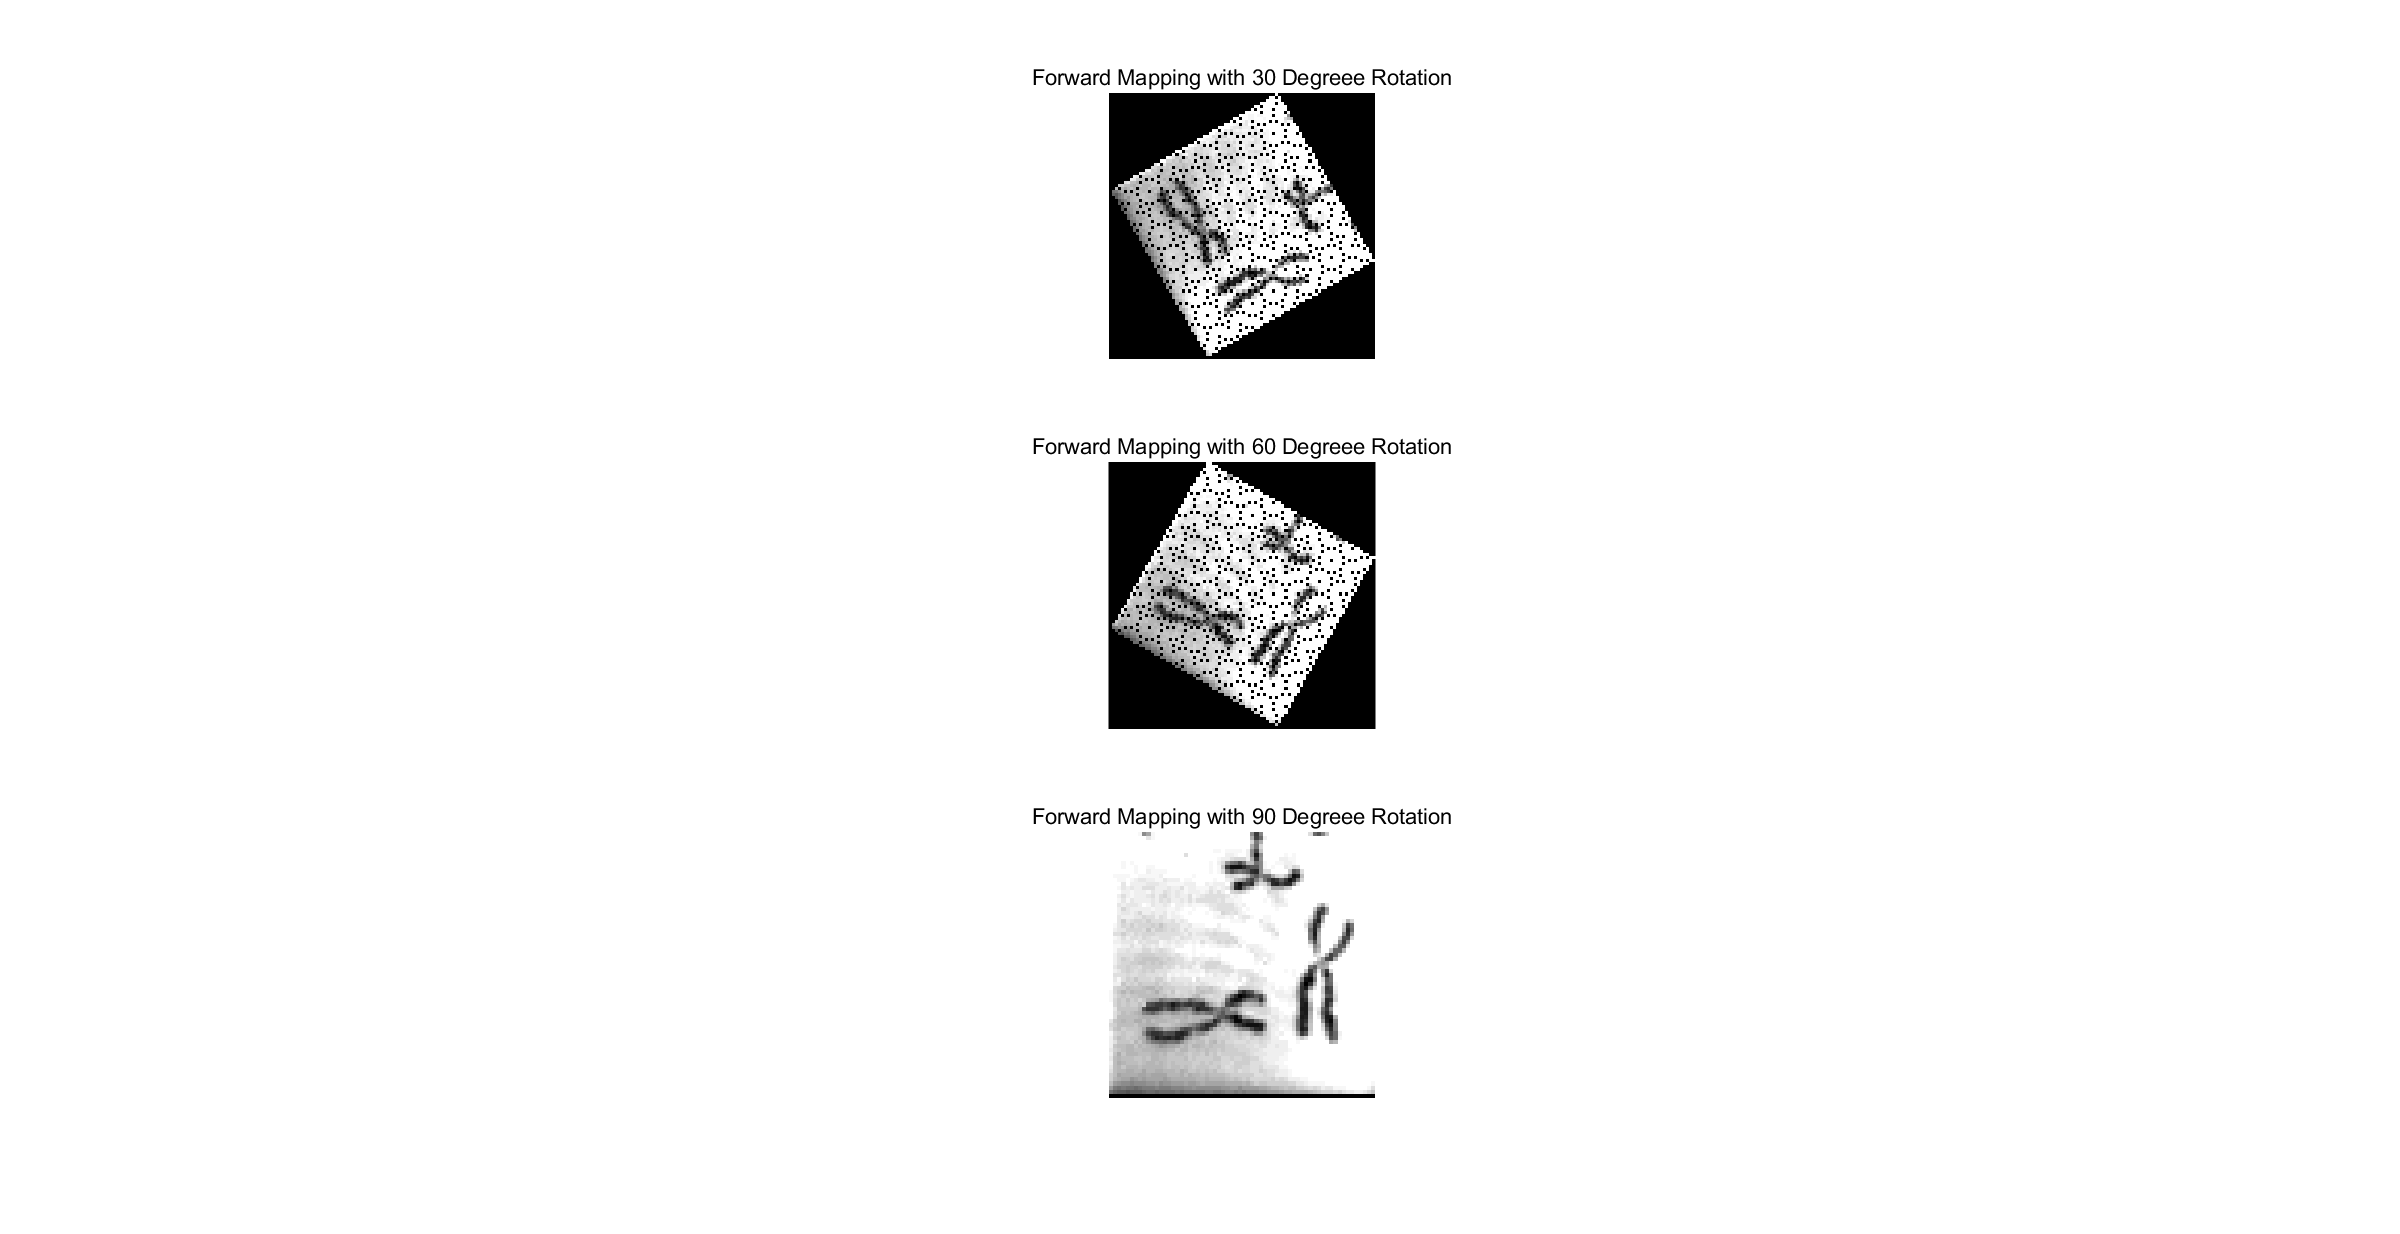 Forward Mapping with 30 Degreee Rotation
Forward Mapping with 60 Degreee Rotation
Forward Mapping with 90 Degreee Rotation